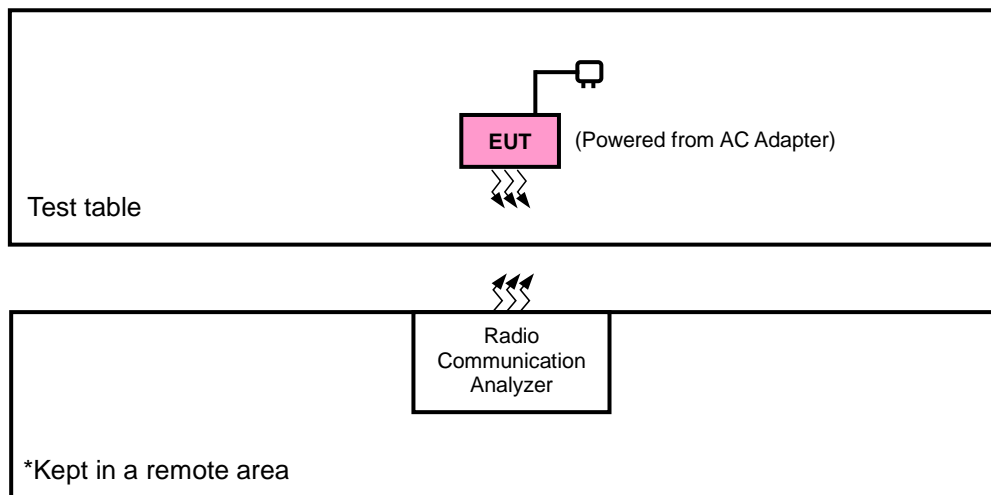 EUT
(Powered from AC Adapter)
Test table
Radio
Communication
Analyzer
*Kept in a remote area